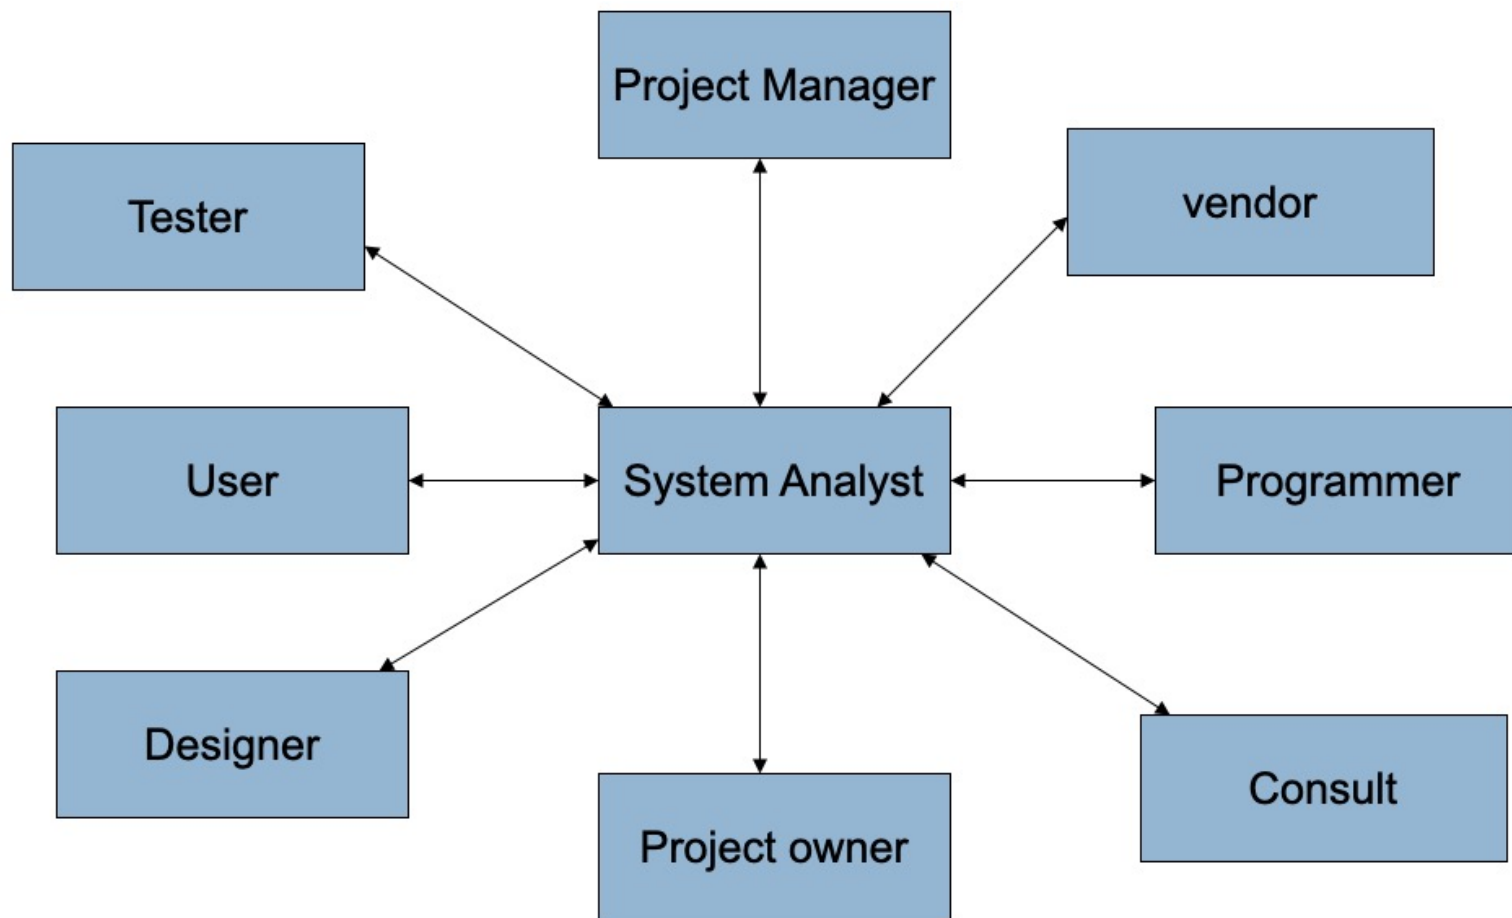 Project Manager
vendor
Tester
User
System Analyst
Programmer
Designer
Consult
Project owner